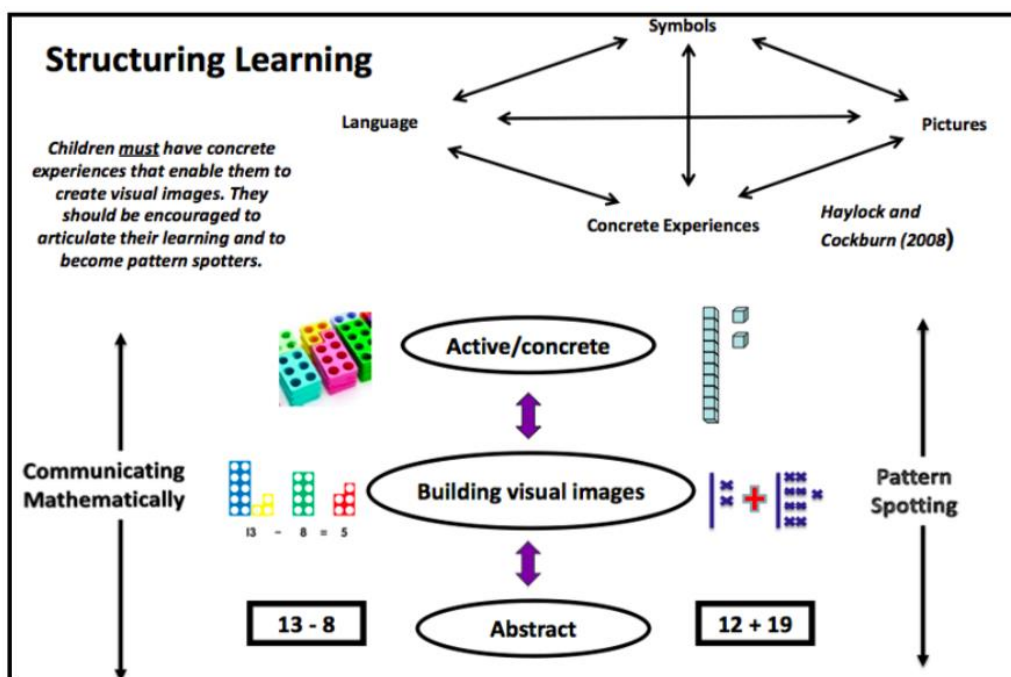 Structuring Learning
Symbols
Language
Pictures
Concrete Experiences
Haylock and
Cockburn (2008)
Children must have concrete
experiences that enable them to
create visual images. They
should be encouraged to
articulate their learning and to
become pattern spotters.
Active/concrete
Communicating
Mathematically
Building visual images
13 - 8 = 5
+
Pattern
Spotting
13 - 8
Abstract
12 + 19